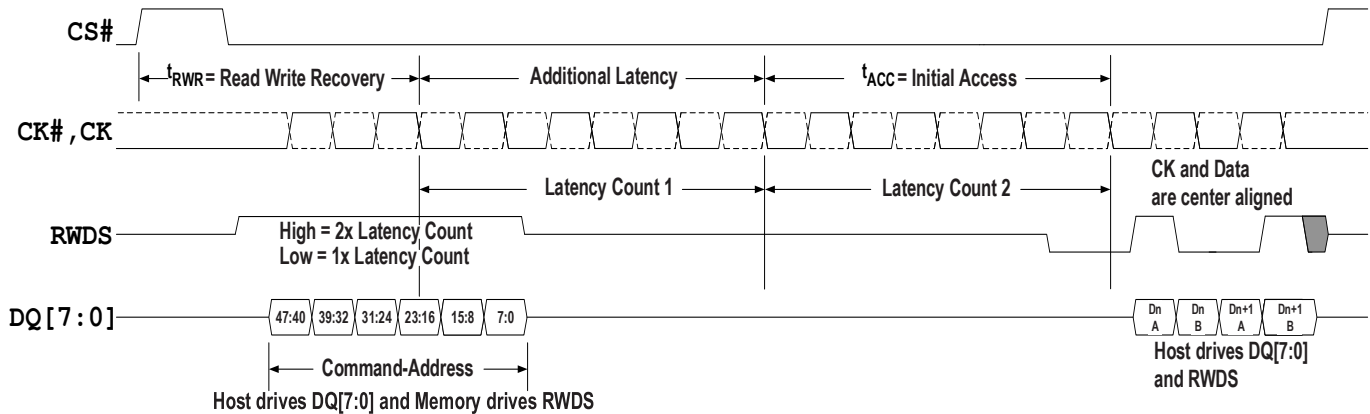 CS#
tRWR = Read Write Recovery
Additional Latency
tACC = Initial Access
CK#,CK
Latency Count 1
Latency Count 2
CK and Data
are center aligned
RWDS
High = 2x Latency Count
Low = 1x Latency Count
DQ[7:0]
47:40 39:32 31:24 23:16 15:8 7:0
Dn A
Dn B
Dn+1 A
Dn+1 B
Command-Address
Host drives DQ[7:0]
and RWDS
Host drives DQ[7:0] and Memory drives RWDS